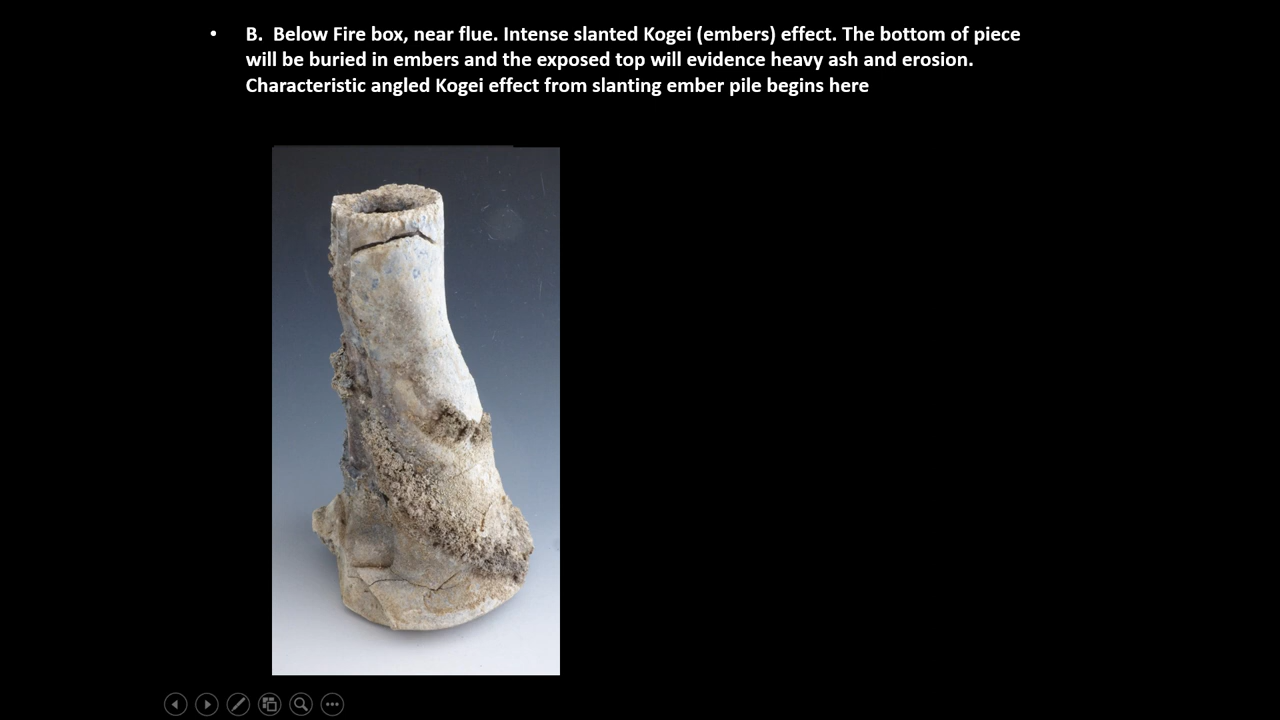 • B. Below Fire box, near flue. Intense slanted Kogei (embers) effect. The bottom of piece
will be buried in embers and the exposed top will evidence heavy ash and erosion.
Characteristic angled Kogei effect from slanting ember pile begins here